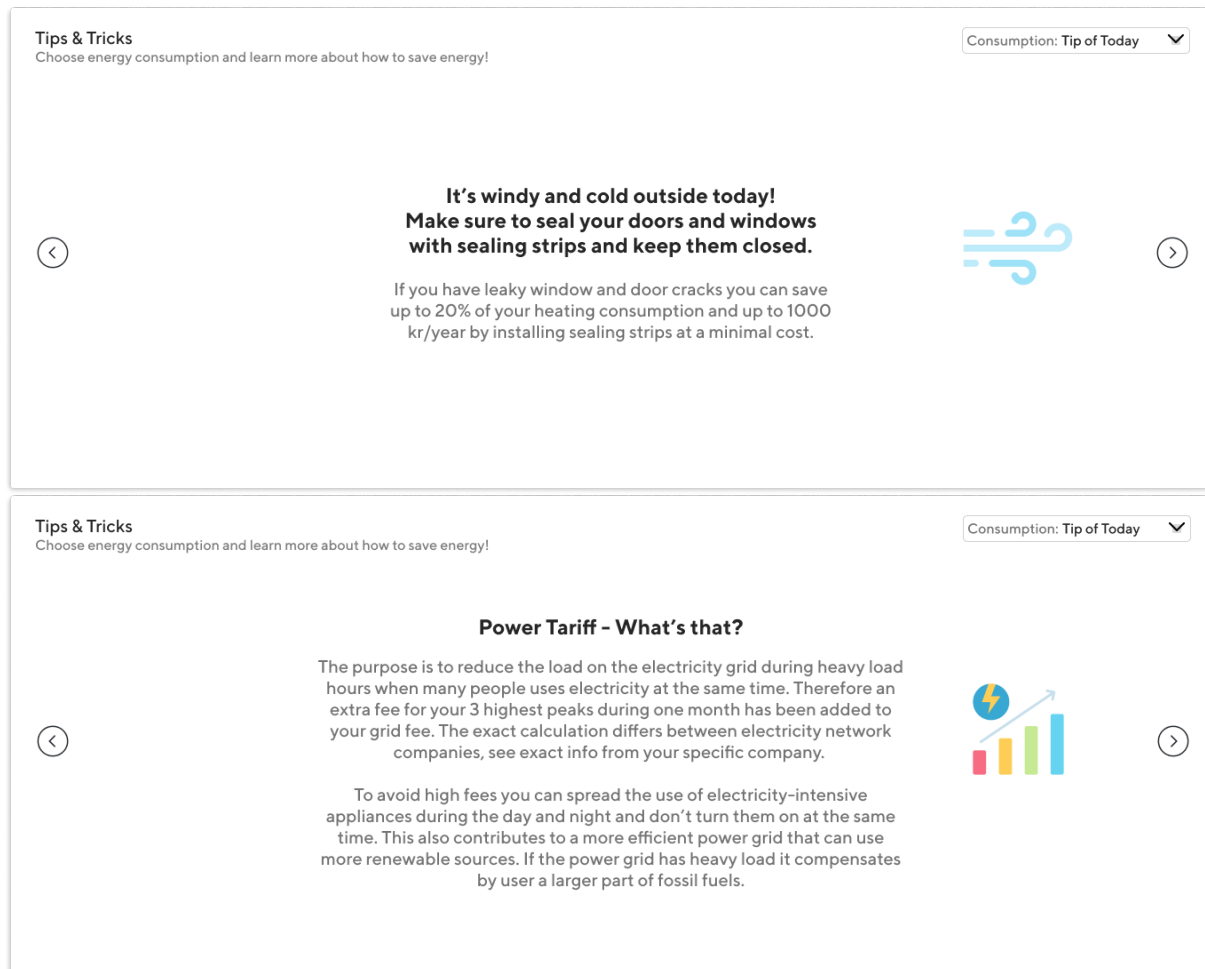 Tips & Tricks
Choose energy consumption and learn more about how to save energy!
Consumption: Tip of Today
It's windy and cold outside today!
Make sure to seal your doors and windows
with sealing strips and keep them closed.
If you have leaky window and door cracks you can save
up to 20% of your heating consumption and up to 1000
kr/year by installing sealing strips at a minimal cost.
Tips & Tricks
Choose energy consumption and learn more about how to save energy!
Consumption: Tip of Today
Power Tariff - What's that?
The purpose is to reduce the load on the electricity grid during heavy load
hours when many people uses electricity at the same time. Therefore an
extra fee for your 3 highest peaks during one month has been added to
your grid fee. The exact calculation differs between electricity network
companies, see exact info from your specific company.
To avoid high fees you can spread the use of electricity-intensive
appliances during the day and night and don't turn them on at the same
time. This also contributes to a more efficient power grid that can use
more renewable sources. If the power grid has heavy load it compensates
by user a larger part of fossil fuels.